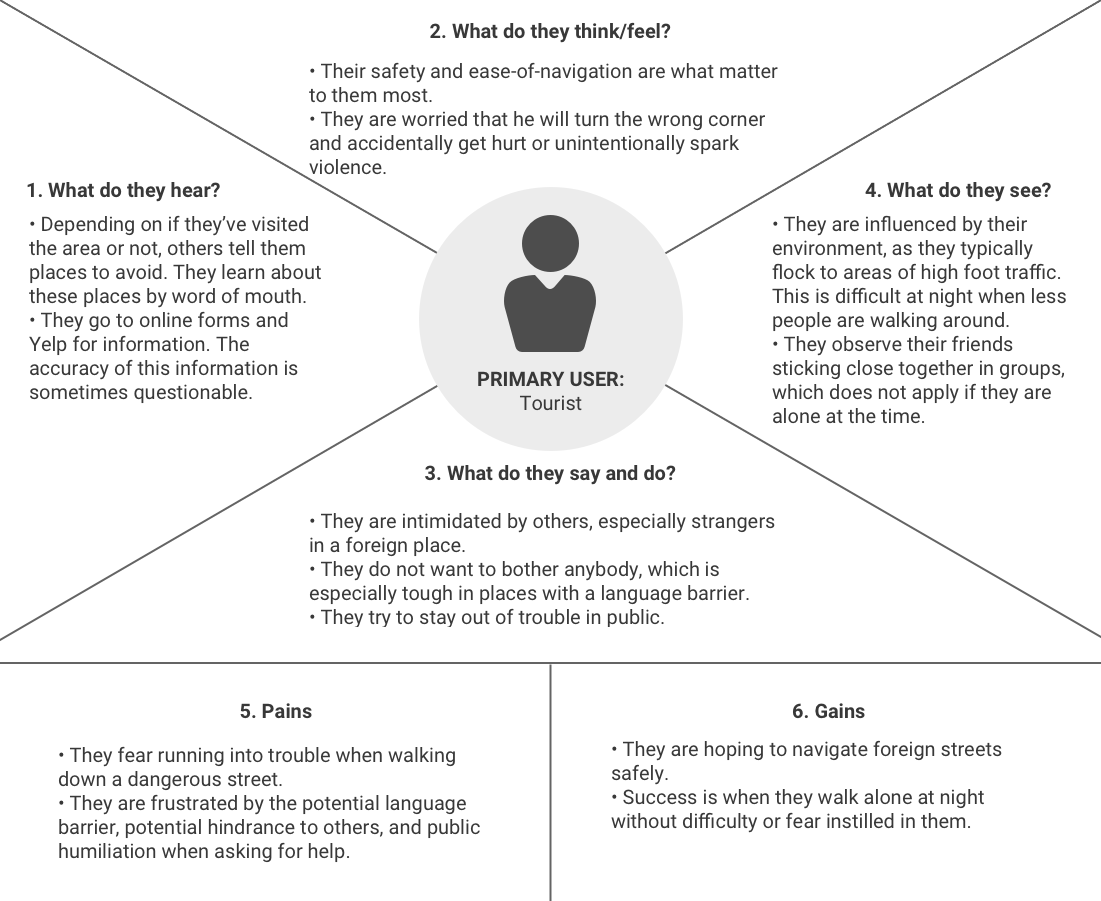 2. What do they think/feel?
• Their safety and ease-of-navigation are what matter
to them most.
• They are worried that he will turn the wrong corner
and accidentally get hurt or unintentionally spark
violence.
1. What do they hear?
• Depending on if they’ve visited
the area or not, others tell them
places to avoid. They learn about
these places by word of mouth.
• They go to online forms and
Yelp for information. The
accuracy of this information is
sometimes questionable.
PRIMARY USER:
Tourist
4. What do they see?
• They are influenced by their
environment, as they typically
flock to areas of high foot traffic.
This is difficult at night when less
people are walking around.
• They observe their friends
sticking close together in groups,
which does not apply if they are
alone at the time.
3. What do they say and do?
• They are intimidated by others, especially strangers
in a foreign place.
• They do not want to bother anybody, which is
especially tough in places with a language barrier.
• They try to stay out of trouble in public.
5. Pains
• They fear running into trouble when walking
down a dangerous street.
• They are frustrated by the potential language
barrier, potential hindrance to others, and public
humiliation when asking for help.
6. Gains
• They are hoping to navigate foreign streets
safely.
• Success is when they walk alone at night
without difficulty or fear instilled in them.